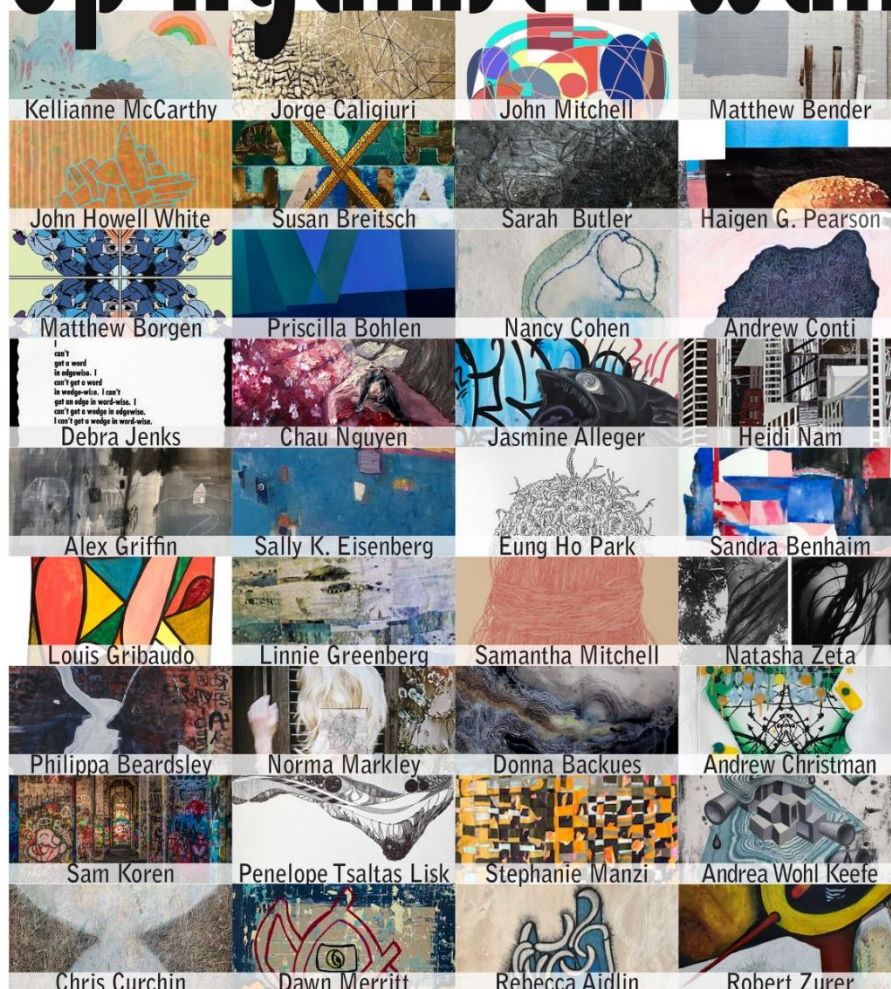 Kellianne McCarthy
Jorge Caligiuri
John Mitchell
Matthew Bender
John Howell White
Susan Breitsch
Sarah Butler
Haigen G. Pearson
Matthew Borgen
Priscilla Bohlen
Nancy Cohen
Andrew Conti
I
can't
get a word
in edgewise. I
can't get a word
in wedge-wise. I can't
get an edge in word-wise. I
can't get a wedge in edgewise.
I can't get a wedge in word-wise.
Debra Jenks
Chau Nguyen
Jasmine Alleger
Heidi Nam
Alex Griffin
Sally K. Eisenberg
Eung Ho Park
Sandra Benhaim
Louis Gribaudo
Linnie Greenberg
Samantha Mitchell
Natasha Zeta
Philippa Beardsley
Norma Markley
Donna Backues
Andrew Christman
Sam Koren
Penelope Tsaltas Lisk
Stephanie Manzi
Andrea Wohl Keefe
Chris Curchin
Dawn Merritt
Rebecca Aidlin
Robert Zurer